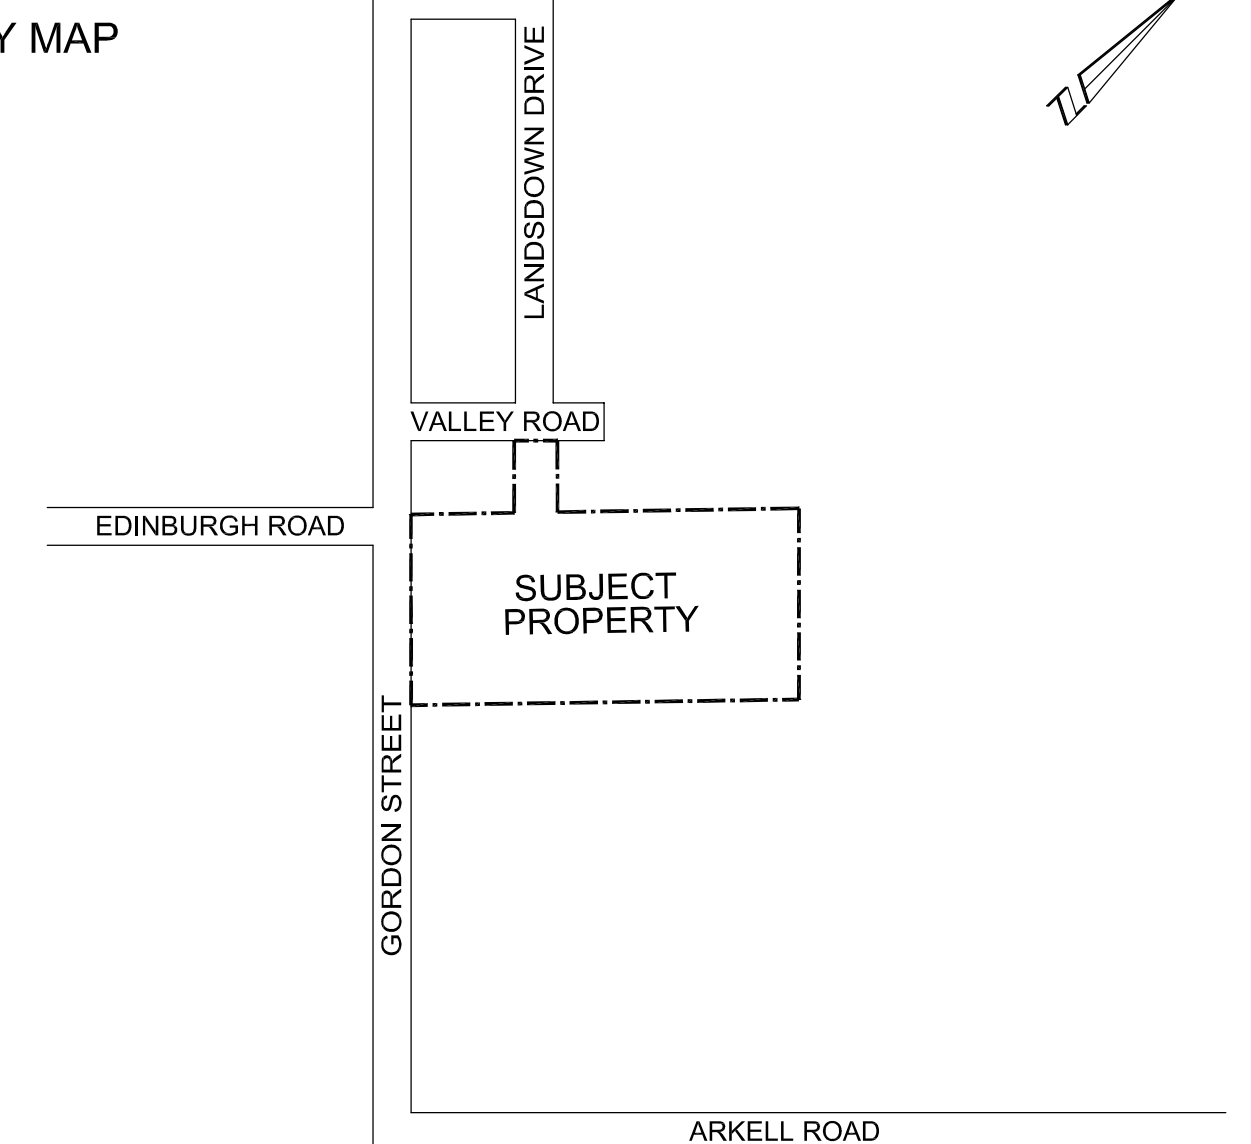 Y MAP
LANDSDOWN DRIVE
VALLEY ROAD
EDINBURGH ROAD
SUBJECT
PROPERTY
GORDON STREET
ARKELL ROAD